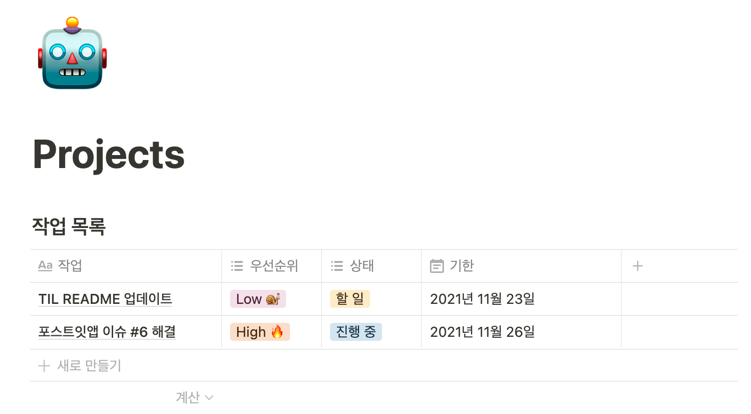 Projects
작업 목록
Aa 작업 우선순위 상태 기한
TIL README 업데이트 Low 🐌 할 일 2021년 11월 23일
포스트잇앱 이슈 #6 해결 High 🔥 진행 중 2021년 11월 26일
새로 만들기
계산